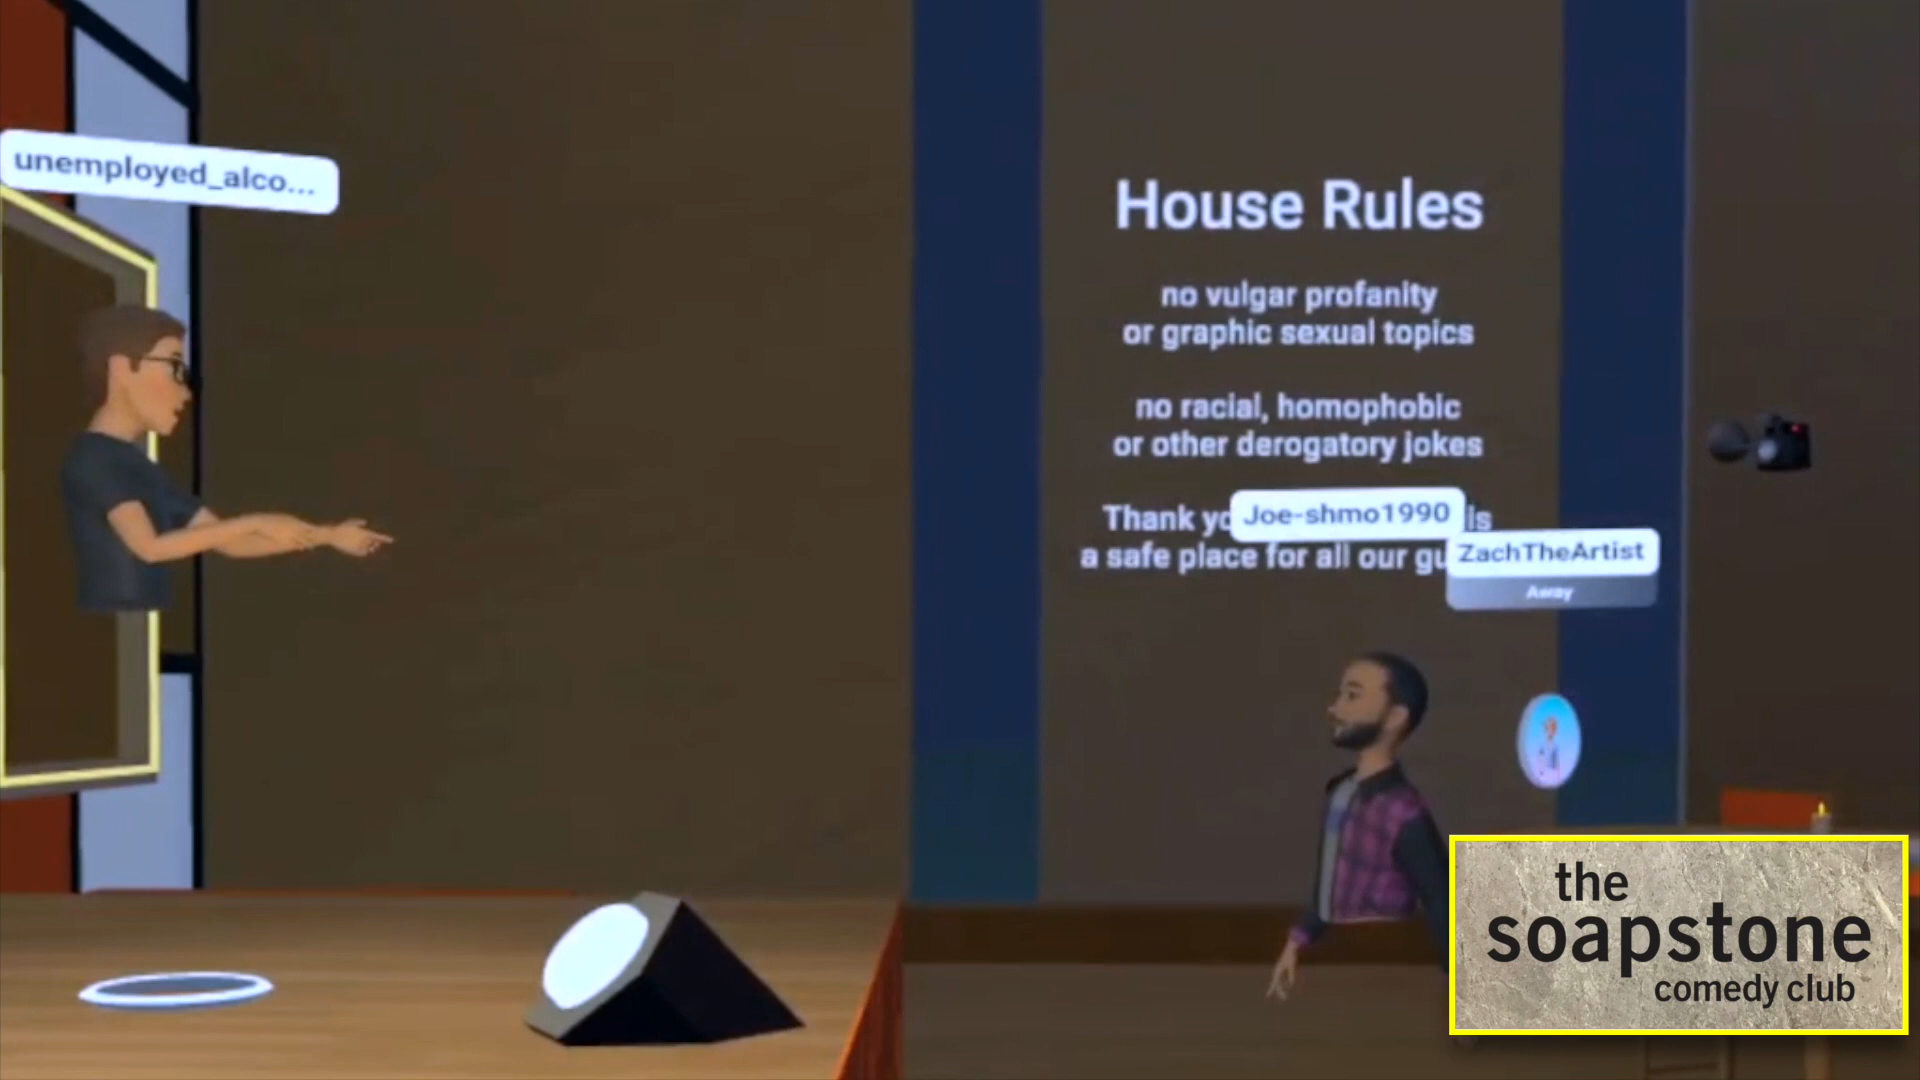 unemployed_alco...
House Rules
no vulgar profanity
or graphic sexual topics
no racial, homophobic
or other derogatory jokes
Thank yo
Joe-shmo1990
is
a safe place for all our gu
ZachTheArtist
Away
the
soapstone
comedy club